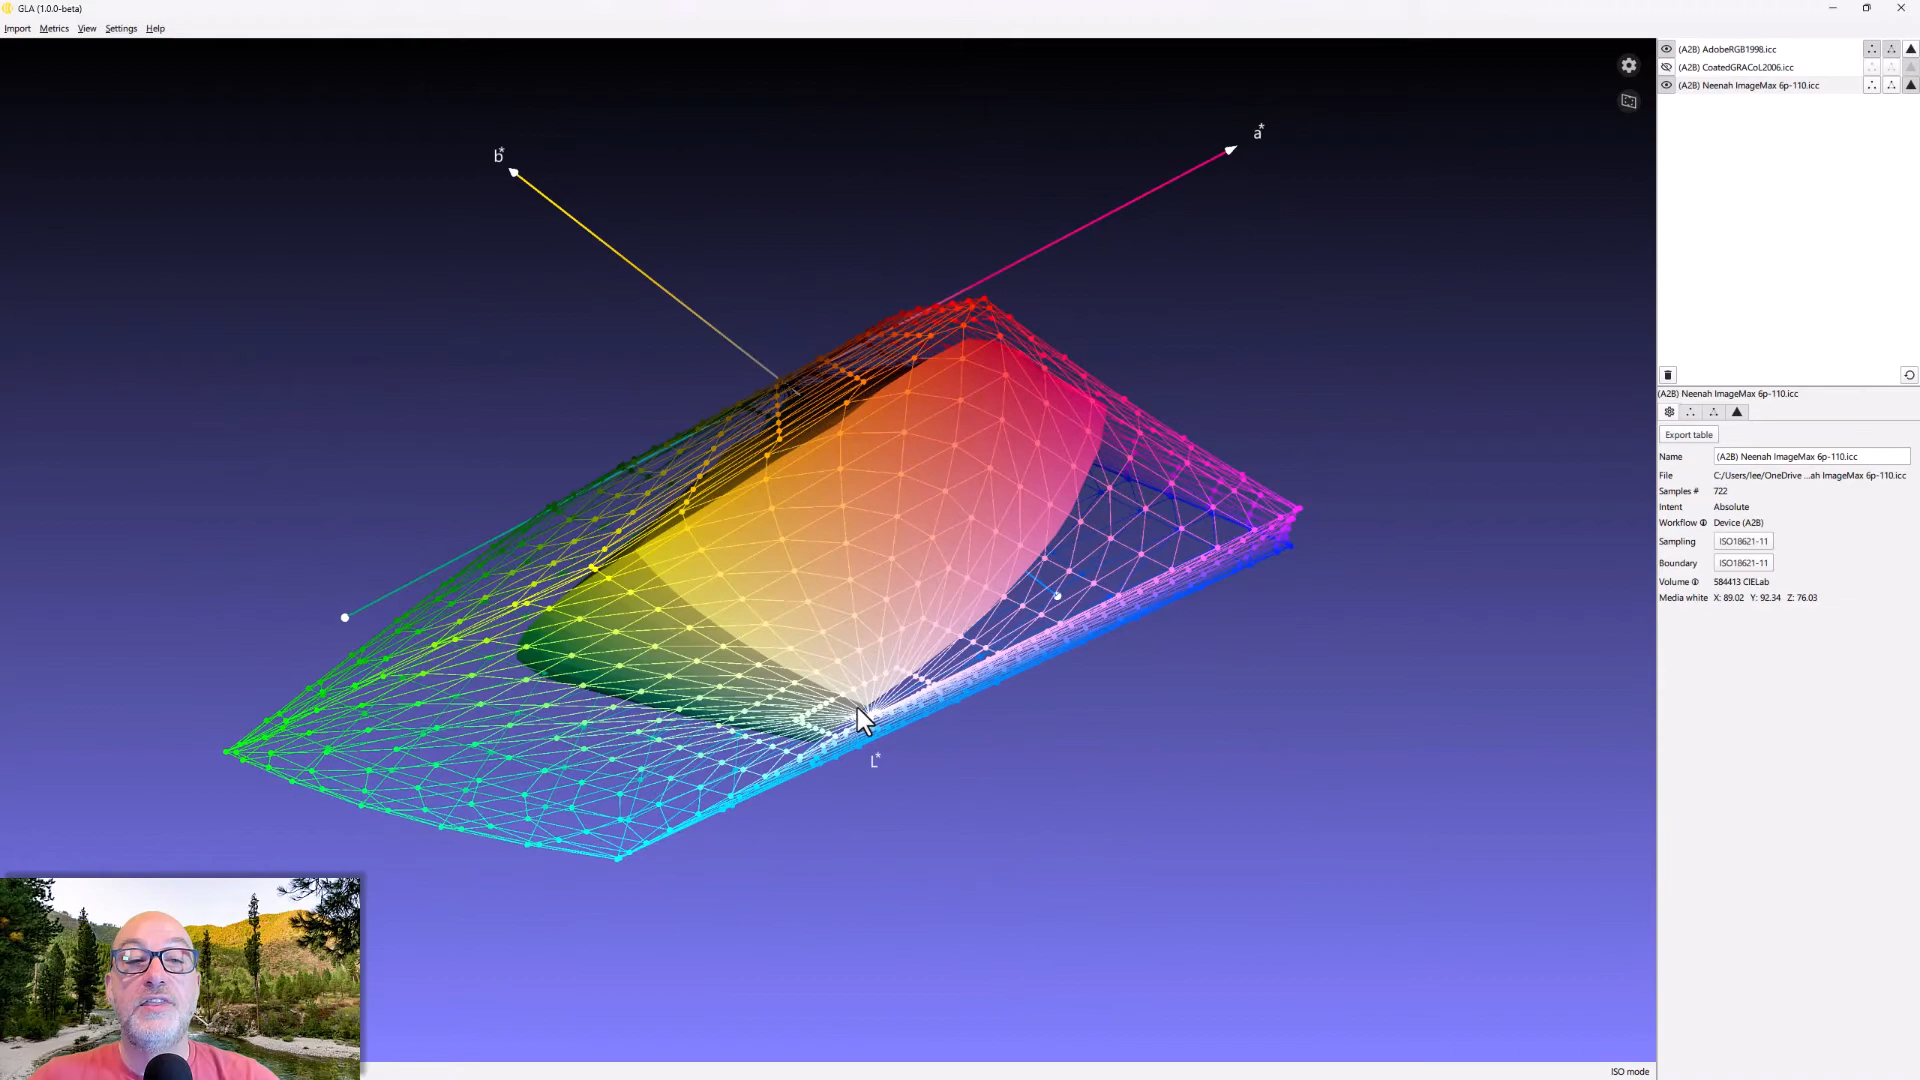 GLA (1.0.0-beta)
Import Metrics View Settings Help
(A2B) AdobeRGB1998.icc
(A2B) CoatedGRACoL2006.icc
(A2B) Neenah ImageMax 6p-110.icc
b*
a*
L*
(A2B) Neenah ImageMax 6p-110.icc
Export table
Name (A2B) Neenah ImageMax 6p-110.icc
File C:/Users/lee/OneDrive ...ah ImageMax 6p-110.icc
Samples # 722
Intent Absolute
Workflow Device (A2B)
Sampling ISO18621-11
Boundary ISO18621-11
Volume 584413 CIELab
Media white X: 89.02 Y: 92.34 Z: 76.03
ISO mode